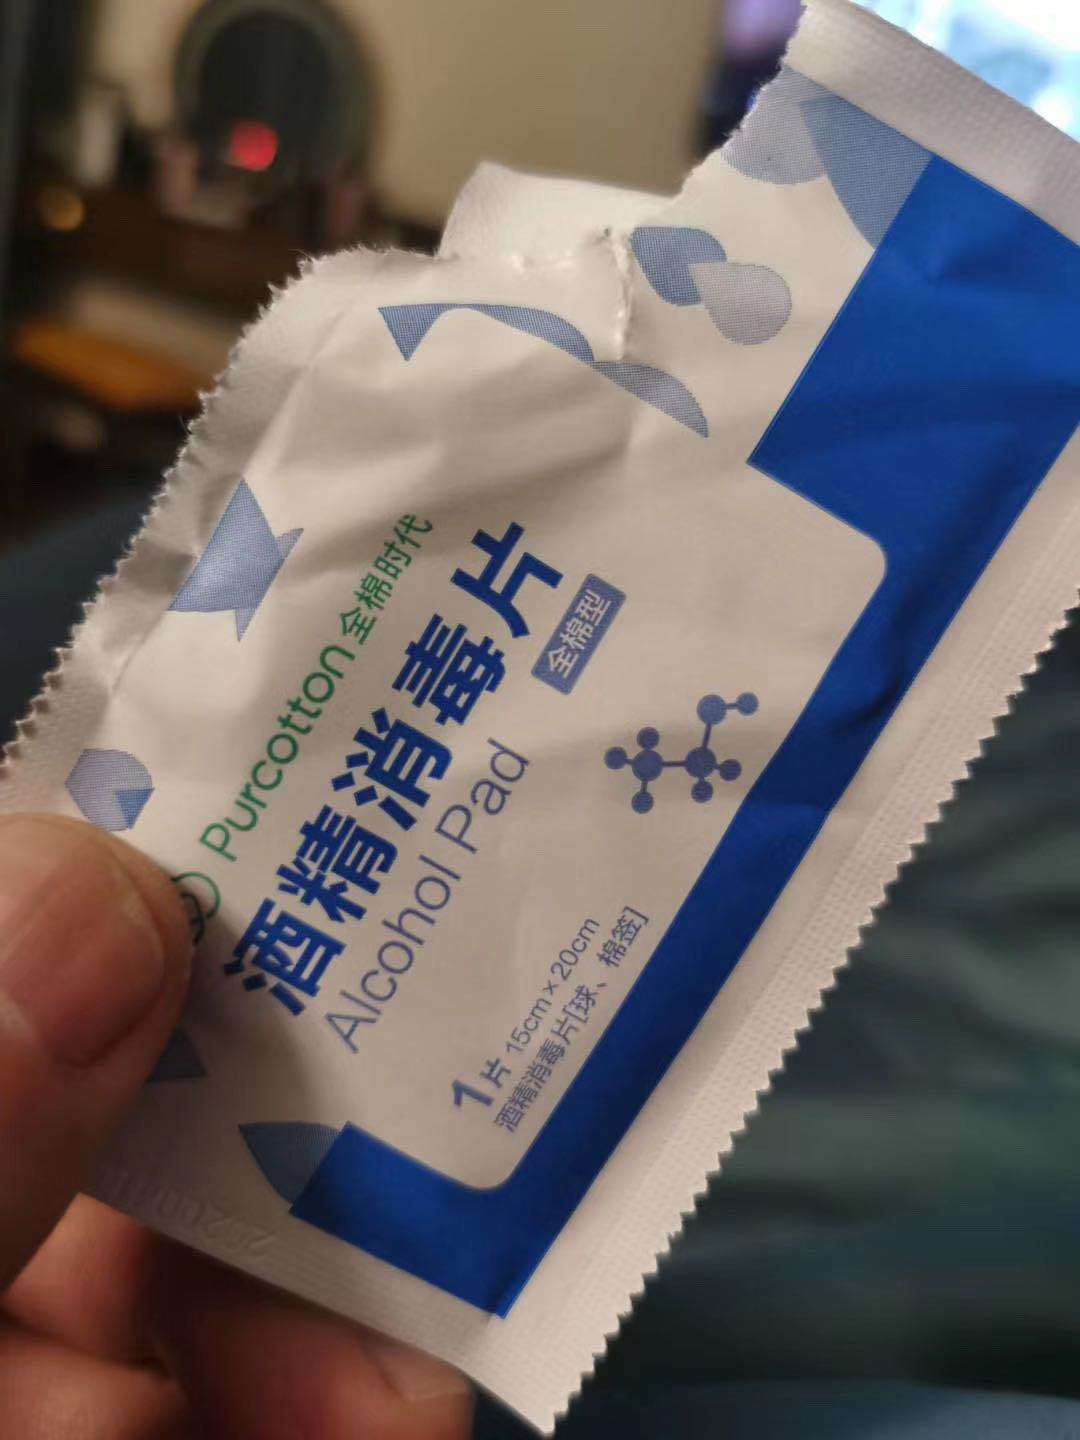 Purcotton 全棉时代
酒精消毒片
全棉型
Alcohol Pad
1片 15cm×20cm
酒精消毒片[球、棉签]